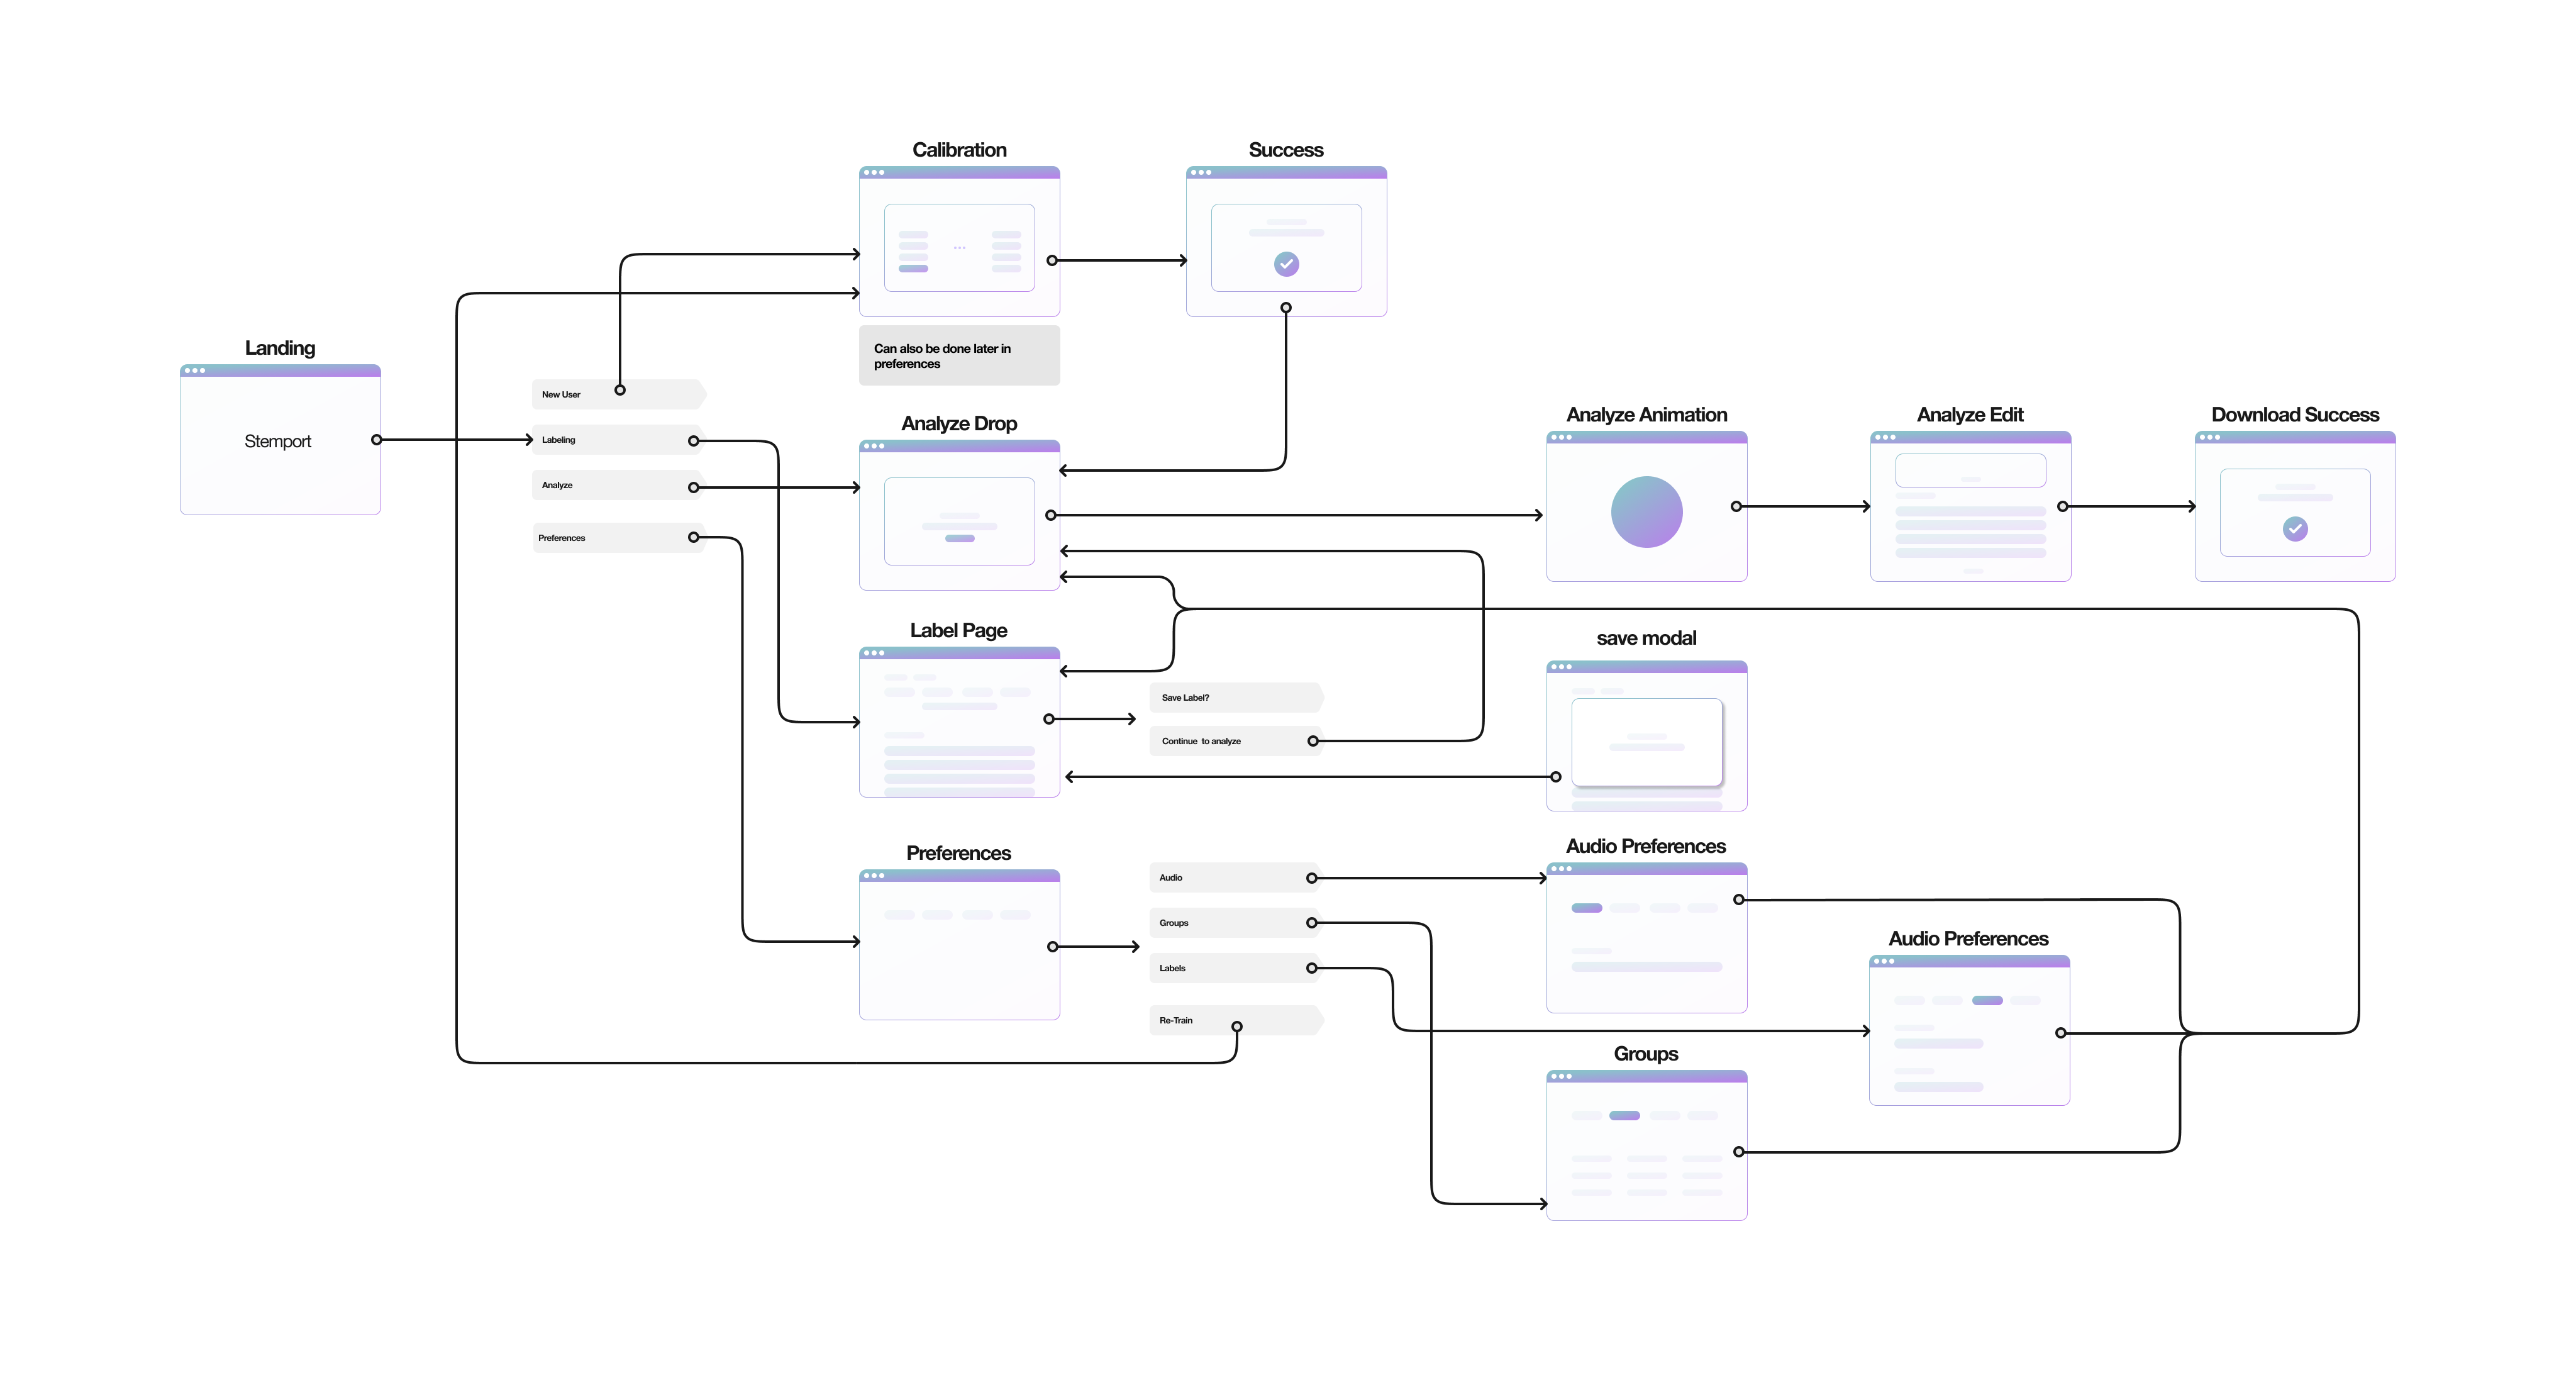 Calibration
Success
Landing
Stemport
Can also be done later in
preferences
New User
Labeling
Analyze
Preferences
Analyze Drop
Analyze Animation
Analyze Edit
Download Success
Label Page
Save Label?
Continue to analyze
save modal
Preferences
Audio
Groups
Labels
Re-Train
Audio Preferences
Audio Preferences
Groups